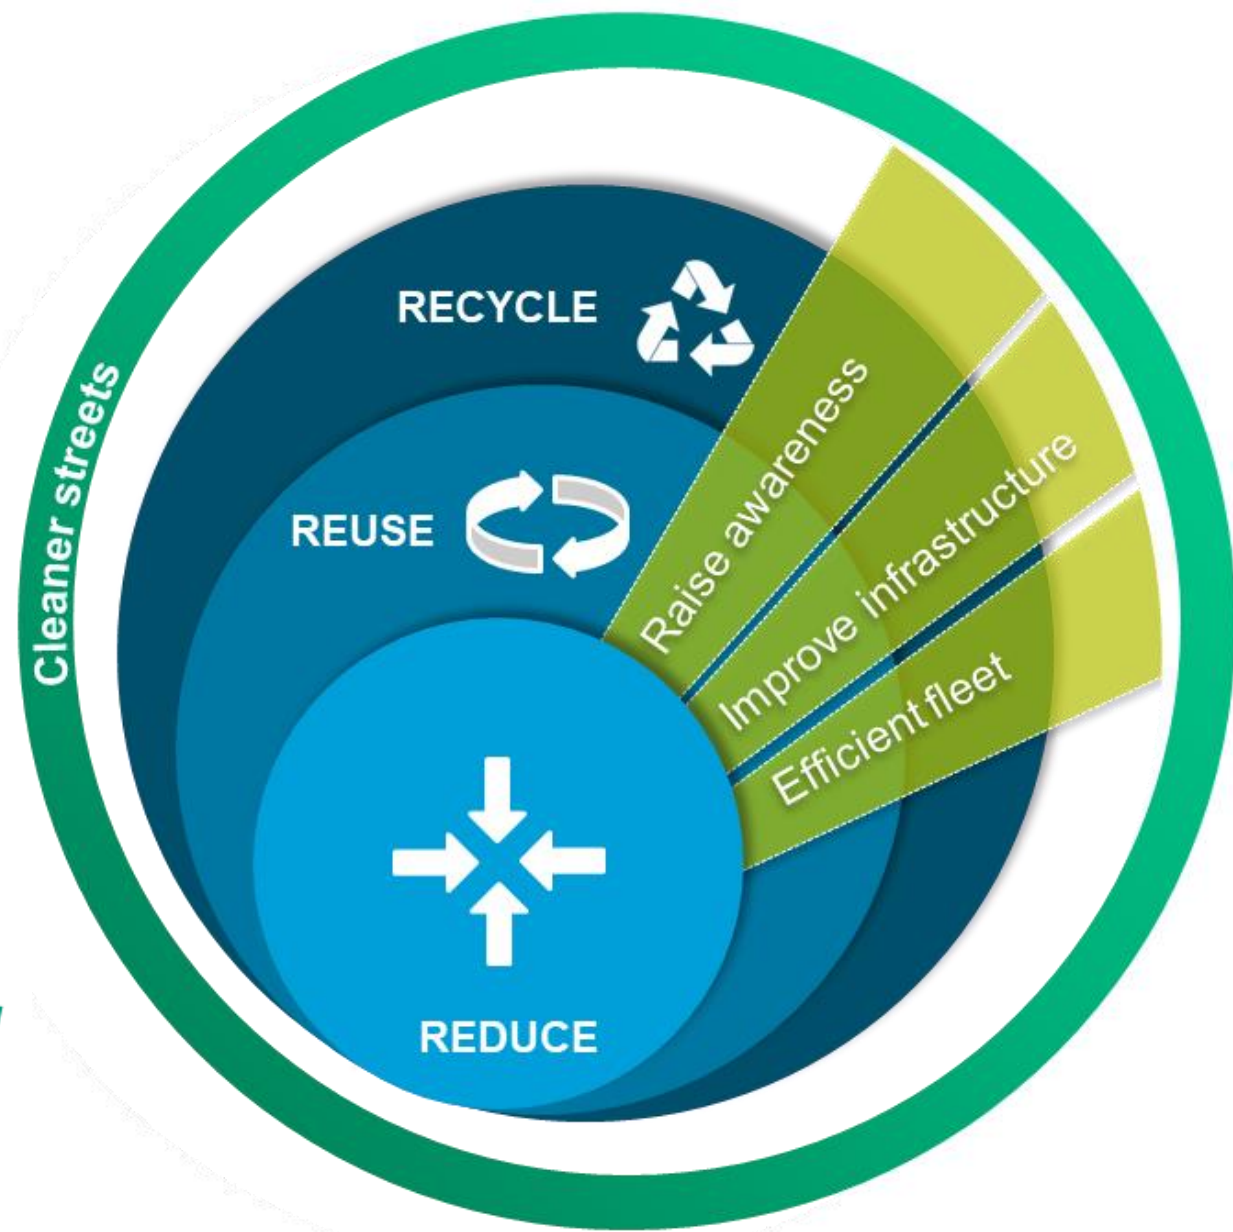 Cleaner streets
RECYCLE
REUSE
REDUCE
Raise awareness
Improve infrastructure
Efficient fleet